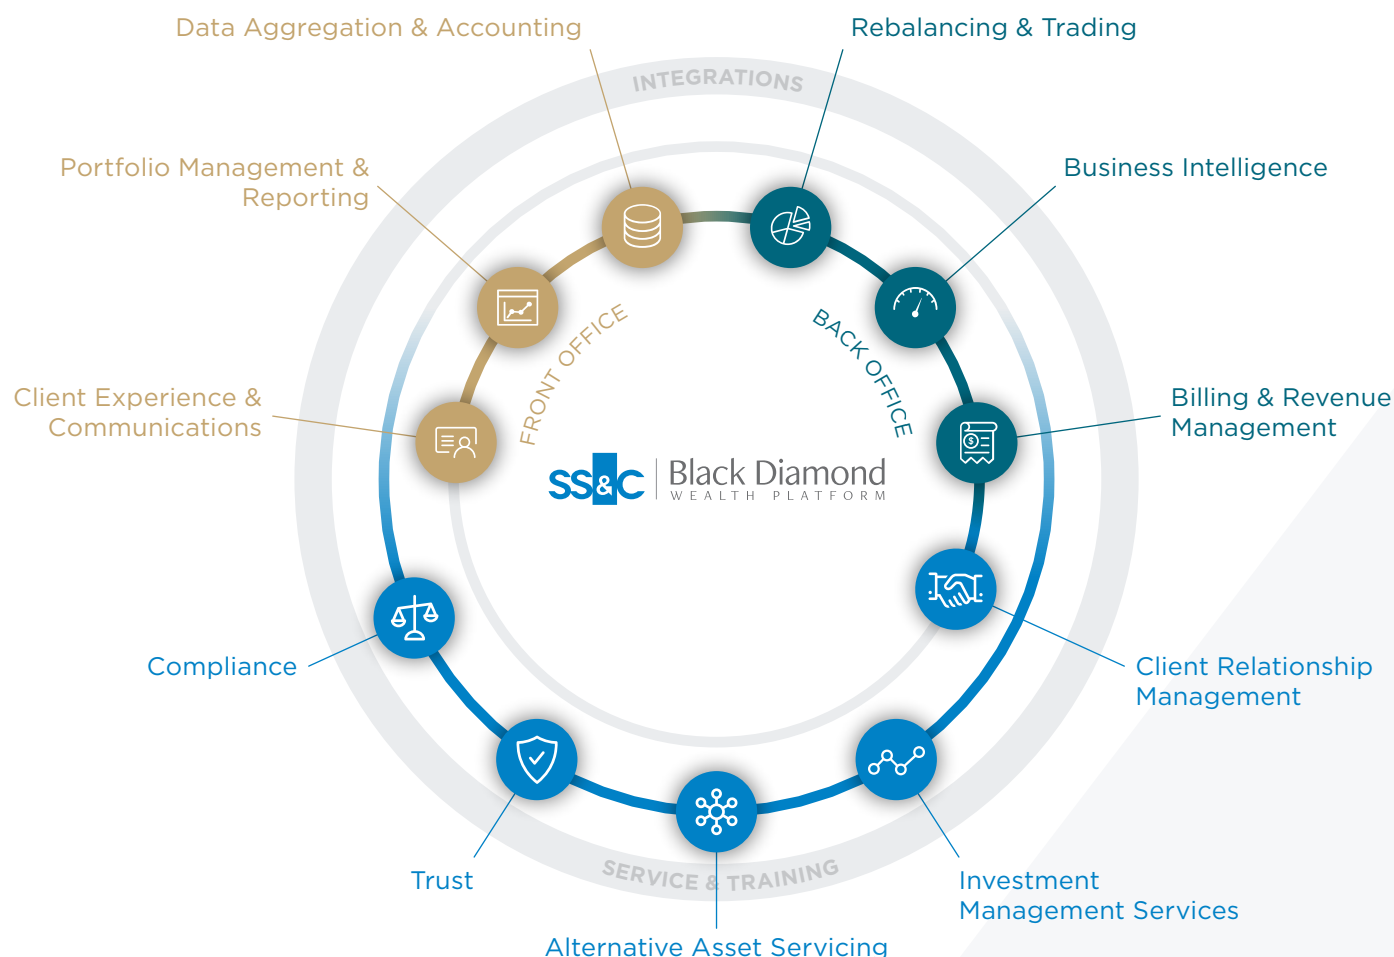 Data Aggregation & Accounting
Rebalancing & Trading
INTEGRATIONS
Portfolio Management &
Reporting
Business Intelligence
FRONT OFFICE
BACK OFFICE
Client Experience &
Communications
Billing & Revenue
Management
$
SS&C
Black Diamond
WEALTH PLATFORM
Compliance
Client Relationship
Management
SERVICE & TRAINING
Trust
Investment
Management Services
Alternative Asset Servicing